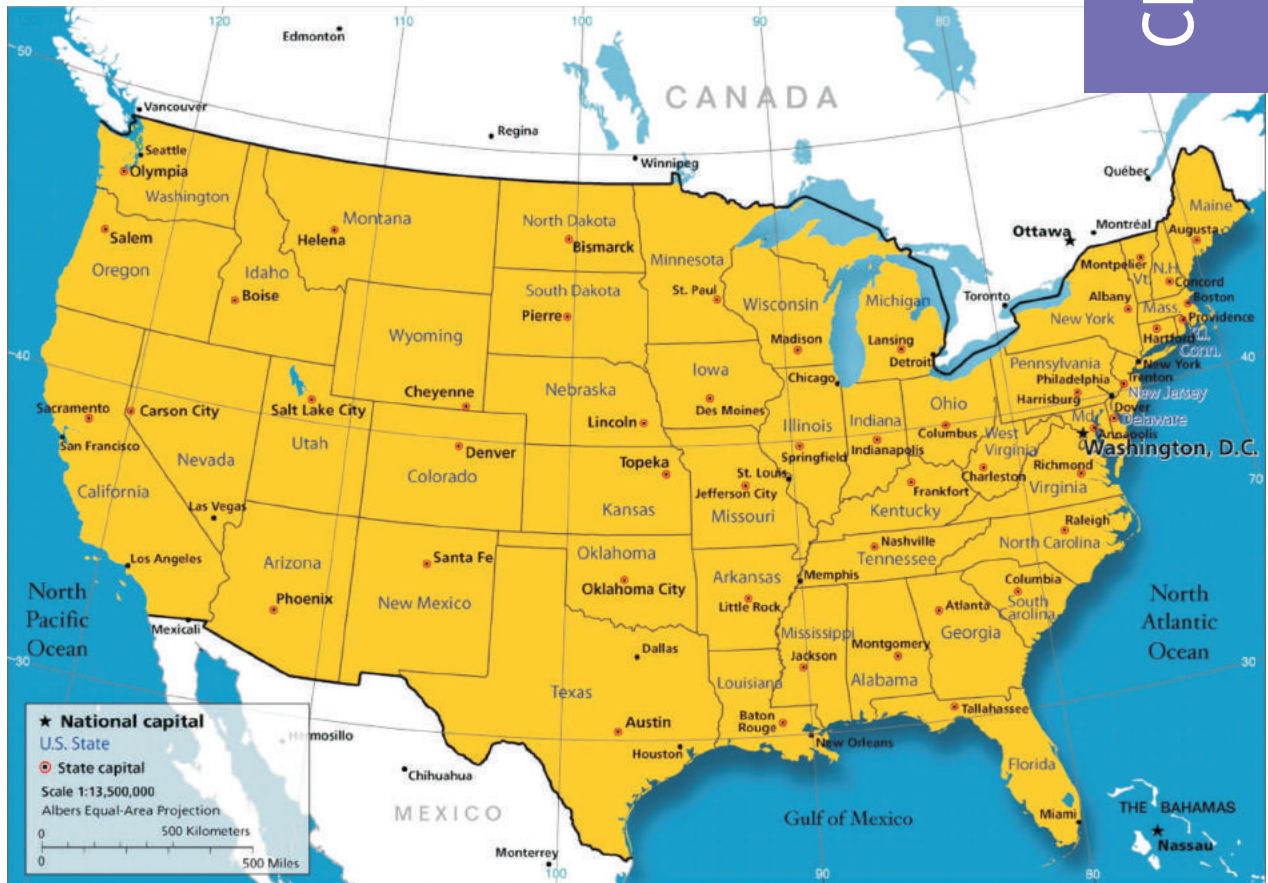 120
110
100
90
80
CI
50
Edmonton
CANADA
Vancouver
Regina
Winnipeg
Québec
Seattle
Olympia
Washington
Montana
Helena
North Dakota
Bismarck
Minnesota
St. Paul
Ottawa
Montréal
Maine
Augusta
Salem
Oregon
Idaho
Boise
South Dakota
Pierre
Wisconsin
Madison
Michigan
Lansing
Detroit
Toronto
Montpelier
Vt.
N.H.
Concord
Albany
New York
Boston
Mass.
Providence
Hartford
R.I.
Conn.
Wyoming
Cheyenne
Nebraska
Lincoln
Iowa
Des Moines
Chicago
Pennsylvania
New York
Philadelphia
Trenton
Harrisburg
New Jersey
40
40
Sacramento
San Francisco
Carson City
Nevada
Salt Lake City
Utah
Denver
Colorado
Topeka
Kansas
St. Louis
Jefferson City
Missouri
Illinois
Springfield
Indiana
Indianapolis
Ohio
Columbus
West
Virginia
Charleston
Md.
Dover
Delaware
Annapolis
Washington, D.C.
Richmond
Virginia
70
California
Las Vegas
Frankfort
Kentucky
Los Angeles
Arizona
Phoenix
Santa Fe
New Mexico
Oklahoma
Oklahoma City
Arkansas
Little Rock
Memphis
Nashville
Tennessee
Raleigh
North Carolina
Columbia
South
Carolina
North
Pacific
Ocean
Mexicali
Dallas
Texas
Mississippi
Jackson
Louisiana
Montgomery
Alabama
Atlanta
Georgia
North
Atlantic
Ocean
30
30
Austin
Houston
Baton
Rouge
New Orleans
Tallahassee
Florida
Miami
National capital
U.S. State
State capital
Scale 1:13,500,000
Albers Equal-Area Projection
0 500 Kilometers
0 500 Miles
Hermosillo
Chihuahua
MEXICO
Monterrey
Gulf of Mexico
THE BAHAMAS
Nassau
100
90
80